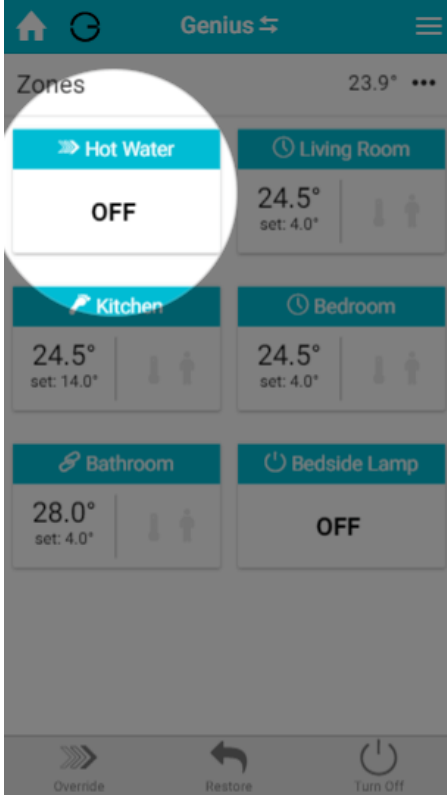 Genius
Zones 23.9°
Hot Water
OFF
Living Room
24.5°
set: 4.0°
Kitchen
24.5°
set: 14.0°
Bedroom
24.5°
set: 4.0°
Bathroom
28.0°
set: 4.0°
Bedside Lamp
OFF
Override Restore Turn Off